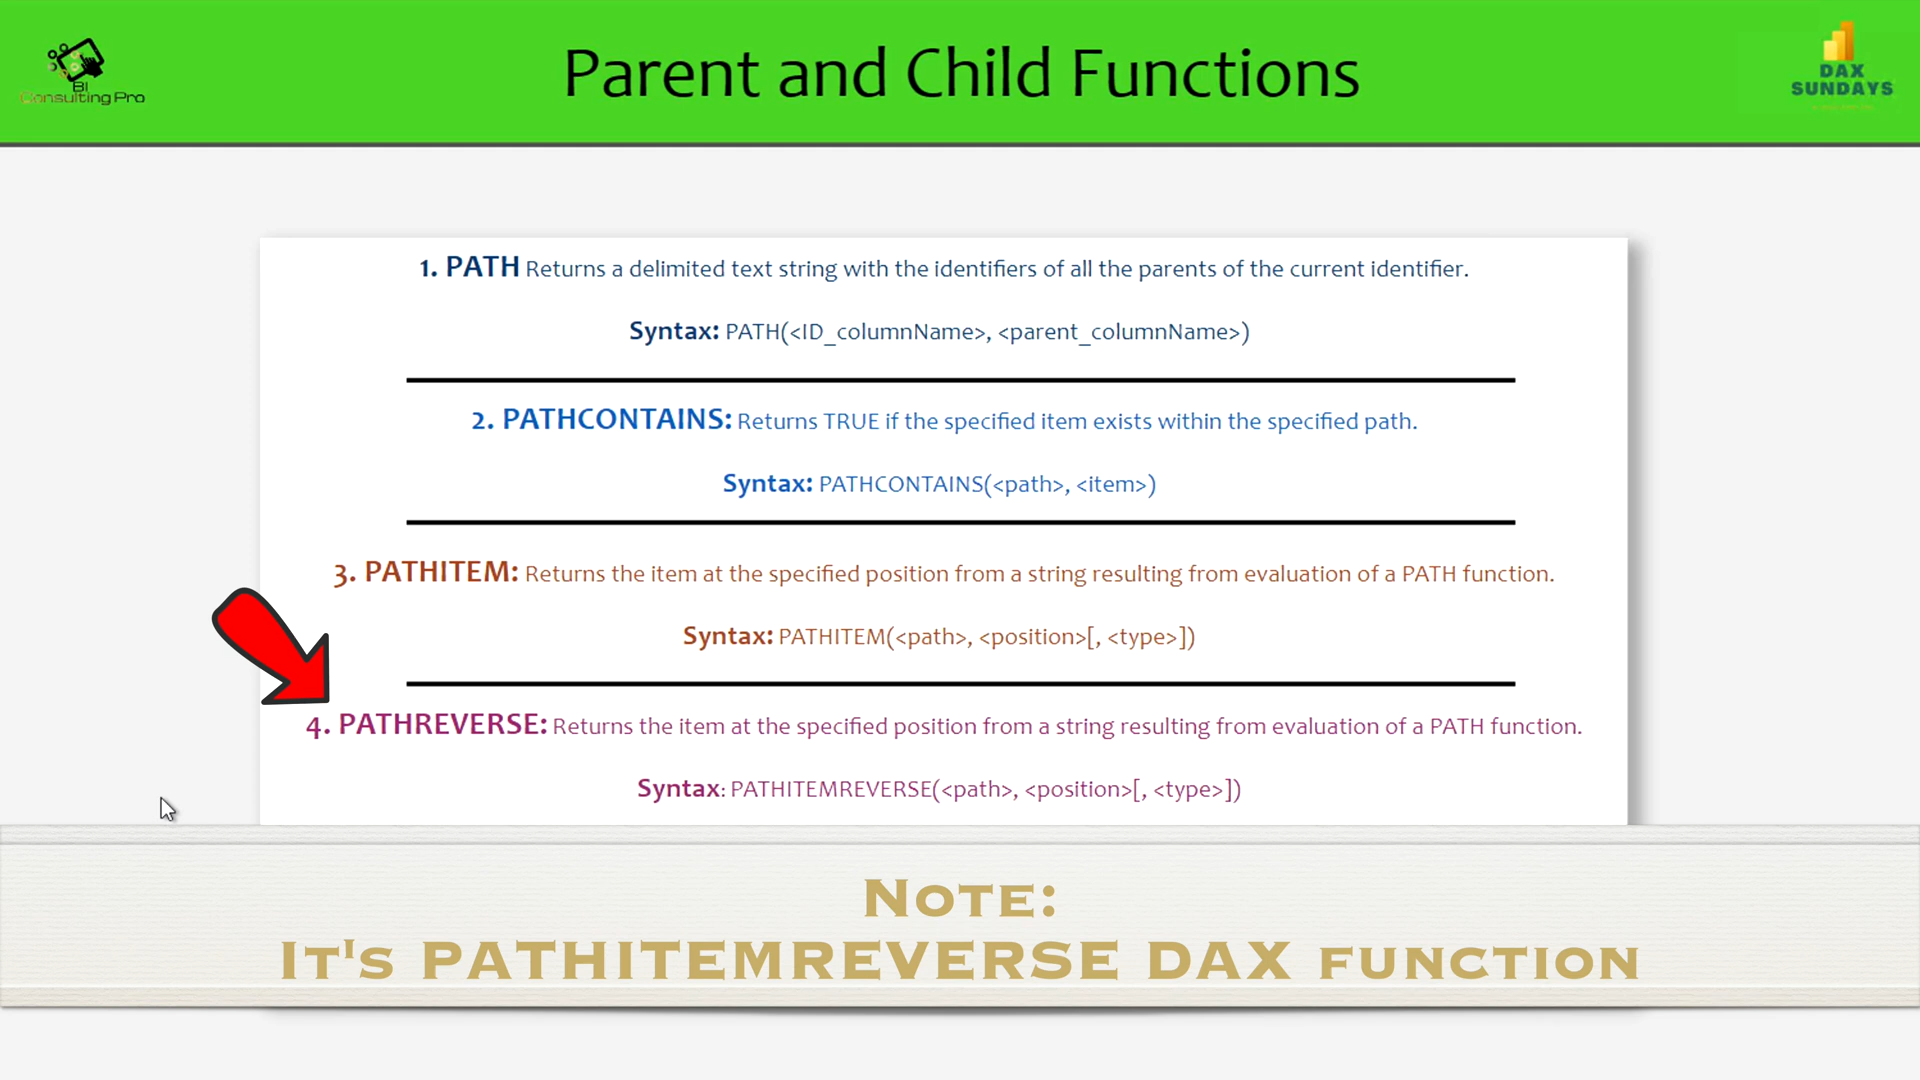 BI
Consulting Pro
Parent and Child Functions
DAX
SUNDAYS
1. PATH Returns a delimited text string with the identifiers of all the parents of the current identifier.
Syntax: PATH(<ID_columnName>, <parent_columnName>)
2. PATHCONTAINS: Returns TRUE if the specified item exists within the specified path.
Syntax: PATHCONTAINS(<path>, <item>)
3. PATHITEM: Returns the item at the specified position from a string resulting from evaluation of a PATH function.
Syntax: PATHITEM(<path>, <position>[, <type>])
4. PATHREVERSE: Returns the item at the specified position from a string resulting from evaluation of a PATH function.
Syntax: PATHITEMREVERSE(<path>, <position>[, <type>])
Note:
It's PATHITEMREVERSE DAX function